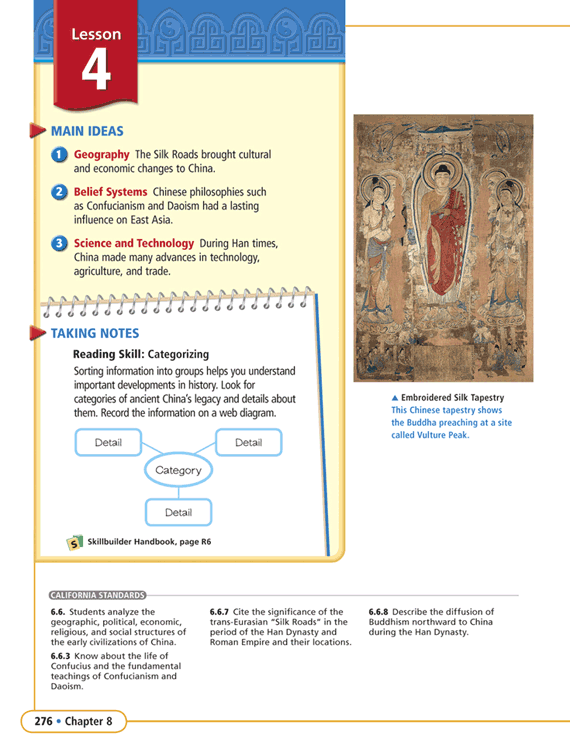 Lesson
4
MAIN IDEAS
1 Geography The Silk Roads brought cultural
and economic changes to China.
2 Belief Systems Chinese philosophies such
as Confucianism and Daoism had a lasting
influence on East Asia.
3 Science and Technology During Han times,
China made many advances in technology,
agriculture, and trade.
TAKING NOTES
Reading Skill: Categorizing
Sorting information into groups helps you understand
important developments in history. Look for
categories of ancient China's legacy and details about
them. Record the information on a web diagram.
Detail
Detail
Category
Detail
S Skillbuilder Handbook, page R6
▲ Embroidered Silk Tapestry
This Chinese tapestry shows
the Buddha preaching at a site
called Vulture Peak.
CALIFORNIA STANDARDS
6.6. Students analyze the
geographic, political, economic,
religious, and social structures of
the early civilizations of China.
6.6.3 Know about the life of
Confucius and the fundamental
teachings of Confucianism and
Daoism.
6.6.7 Cite the significance of the
trans-Eurasian "Silk Roads" in the
period of the Han Dynasty and
Roman Empire and their locations.
6.6.8 Describe the diffusion of
Buddhism northward to China
during the Han Dynasty.
276 • Chapter 8